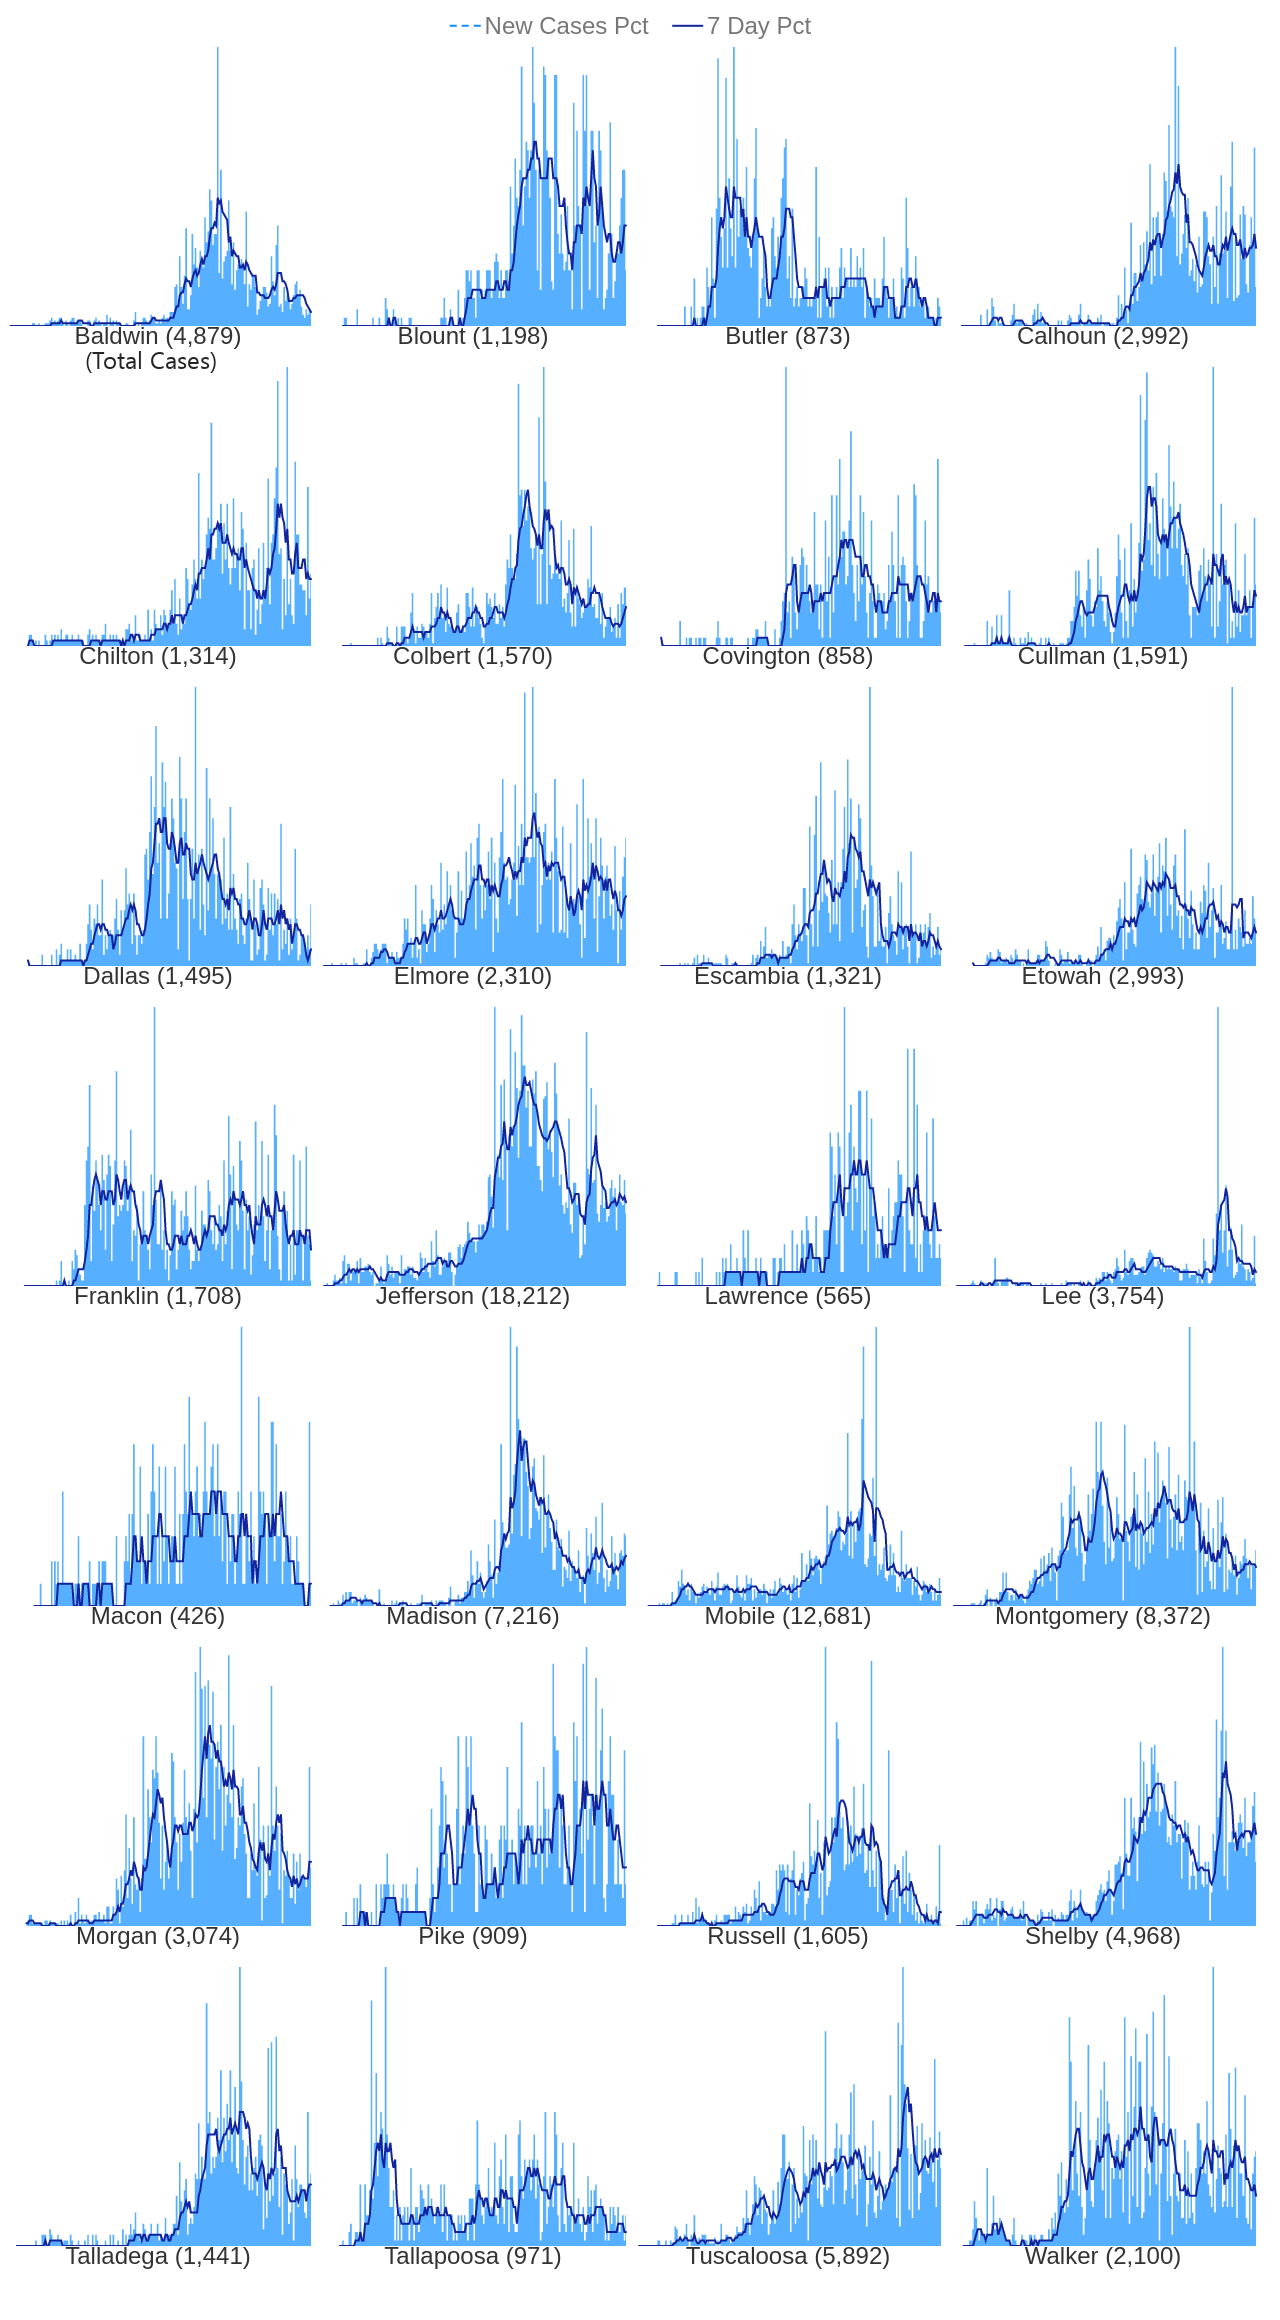 New Cases Pct 7 Day Pct
Baldwin (4,879) Blount (1,198) Butler (873) Calhoun (2,992)
(Total Cases)
Chilton (1,314) Colbert (1,570) Covington (858) Cullman (1,591)
Dallas (1,495) Elmore (2,310) Escambia (1,321) Etowah (2,993)
Franklin (1,708) Jefferson (18,212) Lawrence (565) Lee (3,754)
Macon (426) Madison (7,216) Mobile (12,681) Montgomery (8,372)
Morgan (3,074) Pike (909) Russell (1,605) Shelby (4,968)
Talladega (1,441) Tallapoosa (971) Tuscaloosa (5,892) Walker (2,100)